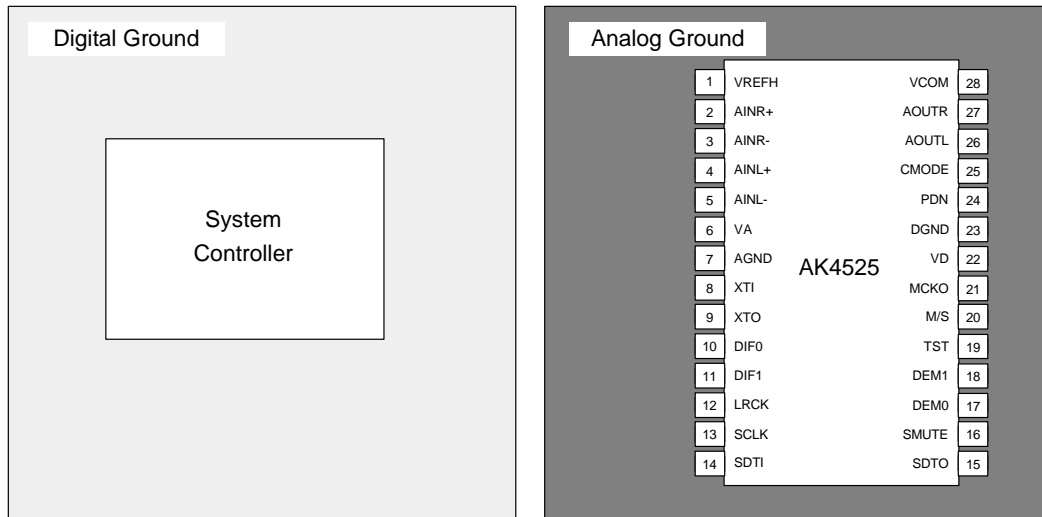 Digital Ground
System
Controller
Analog Ground
1 VREFH VCOM 28
2 AINR+ AOUTR 27
3 AINR- AOUTL 26
4 AINL+ CMODE 25
5 AINL- PDN 24
6 VA DGND 23
7 AGND VD 22
AK4525
8 XTI MCKO 21
9 XTO M/S 20
10 DIF0 TST 19
11 DIF1 DEM1 18
12 LRCK DEM0 17
13 SCLK SMUTE 16
14 SDTI SDTO 15